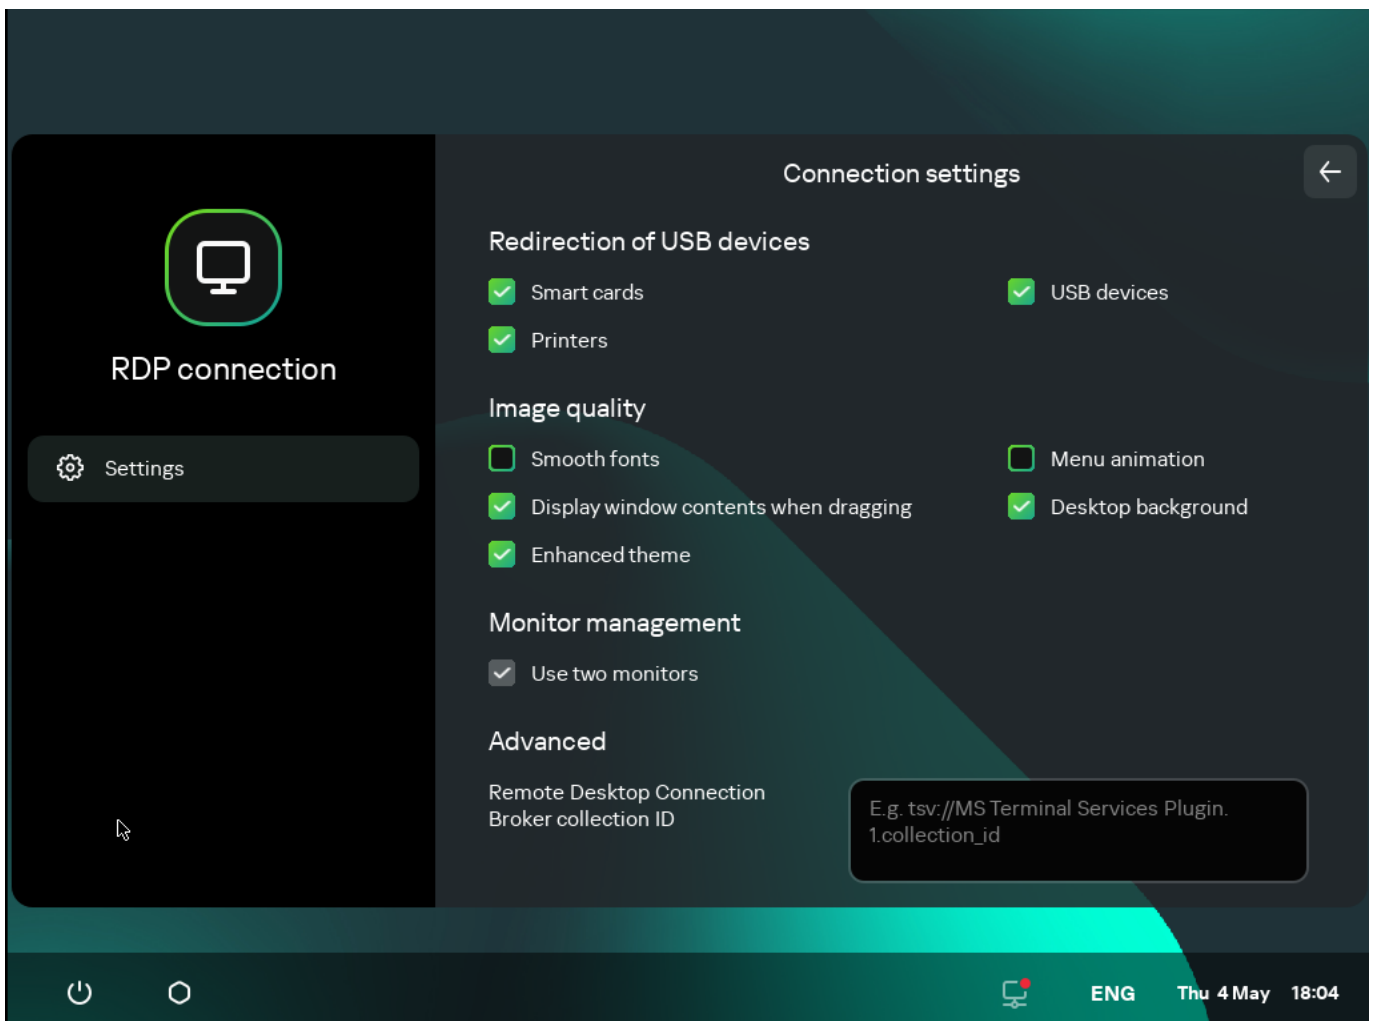 Connection settings
RDP connection
Settings
Redirection of USB devices
Smart cards
USB devices
Printers
Image quality
Smooth fonts
Menu animation
Display window contents when dragging
Desktop background
Enhanced theme
Monitor management
Use two monitors
Advanced
Remote Desktop Connection
Broker collection ID
E.g. tsv://MS Terminal Services Plugin.
1.collection_id
ENG
Thu 4 May
18:04